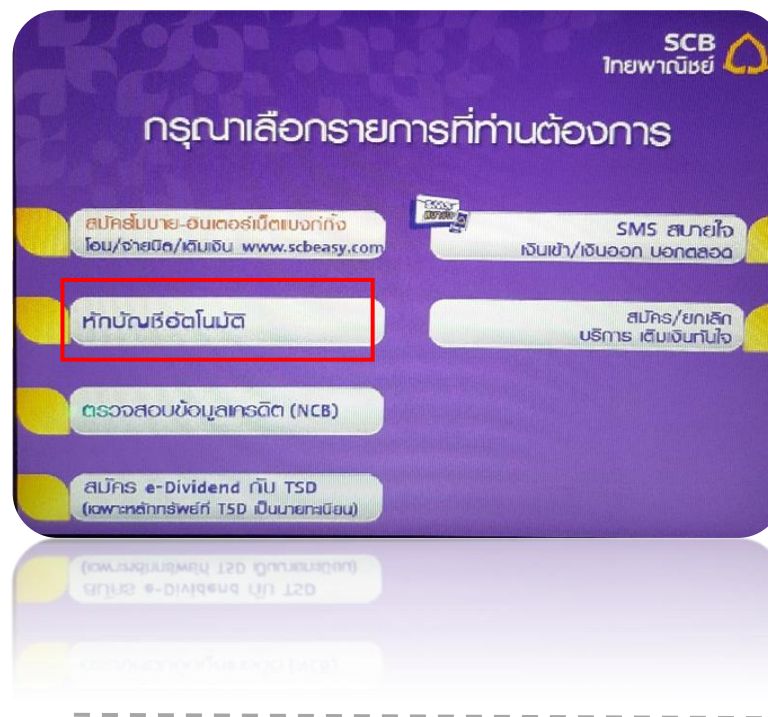 SCB
ไทยพาณิชย์
กรุณาเลือกรายการที่ท่านต้องการ
สมัครโมบาย-อินเตอร์เน็ตแบงก์กิ้ง
โอน/จ่ายบิล/เติมเงิน www.scbeasy.com
SMS สบายใจ
เงินเข้า/เงินออก บอกตลอด
หักบัญชีอัตโนมัติ
สมัคร/ยกเลิก
บริการ เติมเงินทันใจ
ตรวจสอบข้อมูลเครดิต (NCB)
สมัคร e-Dividend กับ TSD
(เฉพาะหลักทรัพย์ที่ TSD เป็นนายทะเบียน)